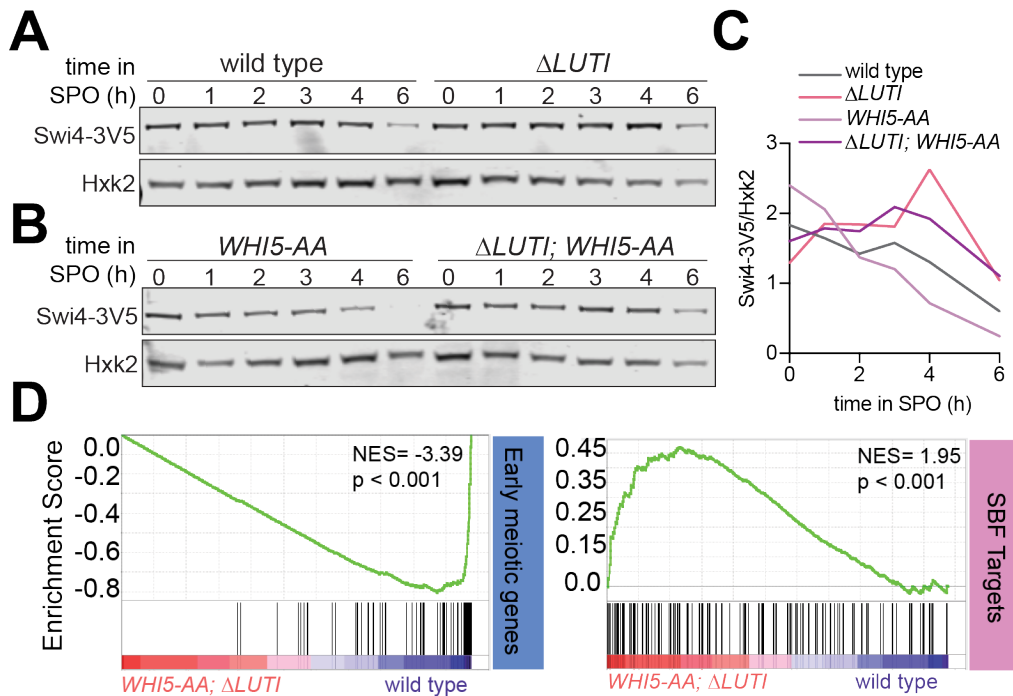 A
time in
SPO (h)
wild type
ΔLUTI
0 1 2 3 4 6 0 1 2 3 4 6
Swi4-3V5
Hxk2
B
time in
SPO (h)
WHI5-AA
ΔLUTI; WHI5-AA
0 1 2 3 4 6 0 1 2 3 4 6
Swi4-3V5
Hxk2
C
wild type
ΔLUTI
WHI5-AA
ΔLUTI; WHI5-AA
Swi4-3V5/Hxk2
3
2
1
0
0 2 4 6
time in SPO (h)
D
Enrichment Score
0.0
-0.2
-0.4
-0.6
-0.8
NES= -3.39
p < 0.001
Early meiotic genes
WHI5-AA; ΔLUTI
wild type
0.45
0.35
0.25
0.15
0.0
NES= 1.95
p < 0.001
SBF Targets
WHI5-AA; ΔLUTI
wild type